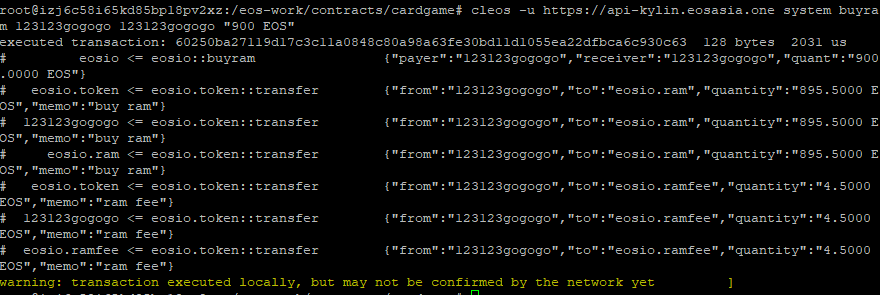 root@izj6c58i65kd85bp18pv2xz:/eos-work/contracts/cardgame# cleos -u https://api-kylin.eosasia.one system buyra
m 123123gogogo 123123gogogo "900 EOS"
executed transaction: 60250ba27119d17c3c11a0848c80a98a63fe30bd11d1055ea22dfbca6c930c63  128 bytes  2031 us
#         eosio <= eosio::buyram                {"payer":"123123gogogo","receiver":"123123gogogo","quant":"900
.0000 EOS"}
#   eosio.token <= eosio.token::transfer        {"from":"123123gogogo","to":"eosio.ram","quantity":"895.5000 E
OS","memo":"buy ram"}
#  123123gogogo <= eosio.token::transfer        {"from":"123123gogogo","to":"eosio.ram","quantity":"895.5000 E
OS","memo":"buy ram"}
#     eosio.ram <= eosio.token::transfer        {"from":"123123gogogo","to":"eosio.ram","quantity":"895.5000 E
OS","memo":"buy ram"}
#   eosio.token <= eosio.token::transfer        {"from":"123123gogogo","to":"eosio.ramfee","quantity":"4.5000
EOS","memo":"ram fee"}
#  123123gogogo <= eosio.token::transfer        {"from":"123123gogogo","to":"eosio.ramfee","quantity":"4.5000
EOS","memo":"ram fee"}
#  eosio.ramfee <= eosio.token::transfer        {"from":"123123gogogo","to":"eosio.ramfee","quantity":"4.5000
EOS","memo":"ram fee"}
warning: transaction executed locally, but may not be confirmed by the network yet         ]